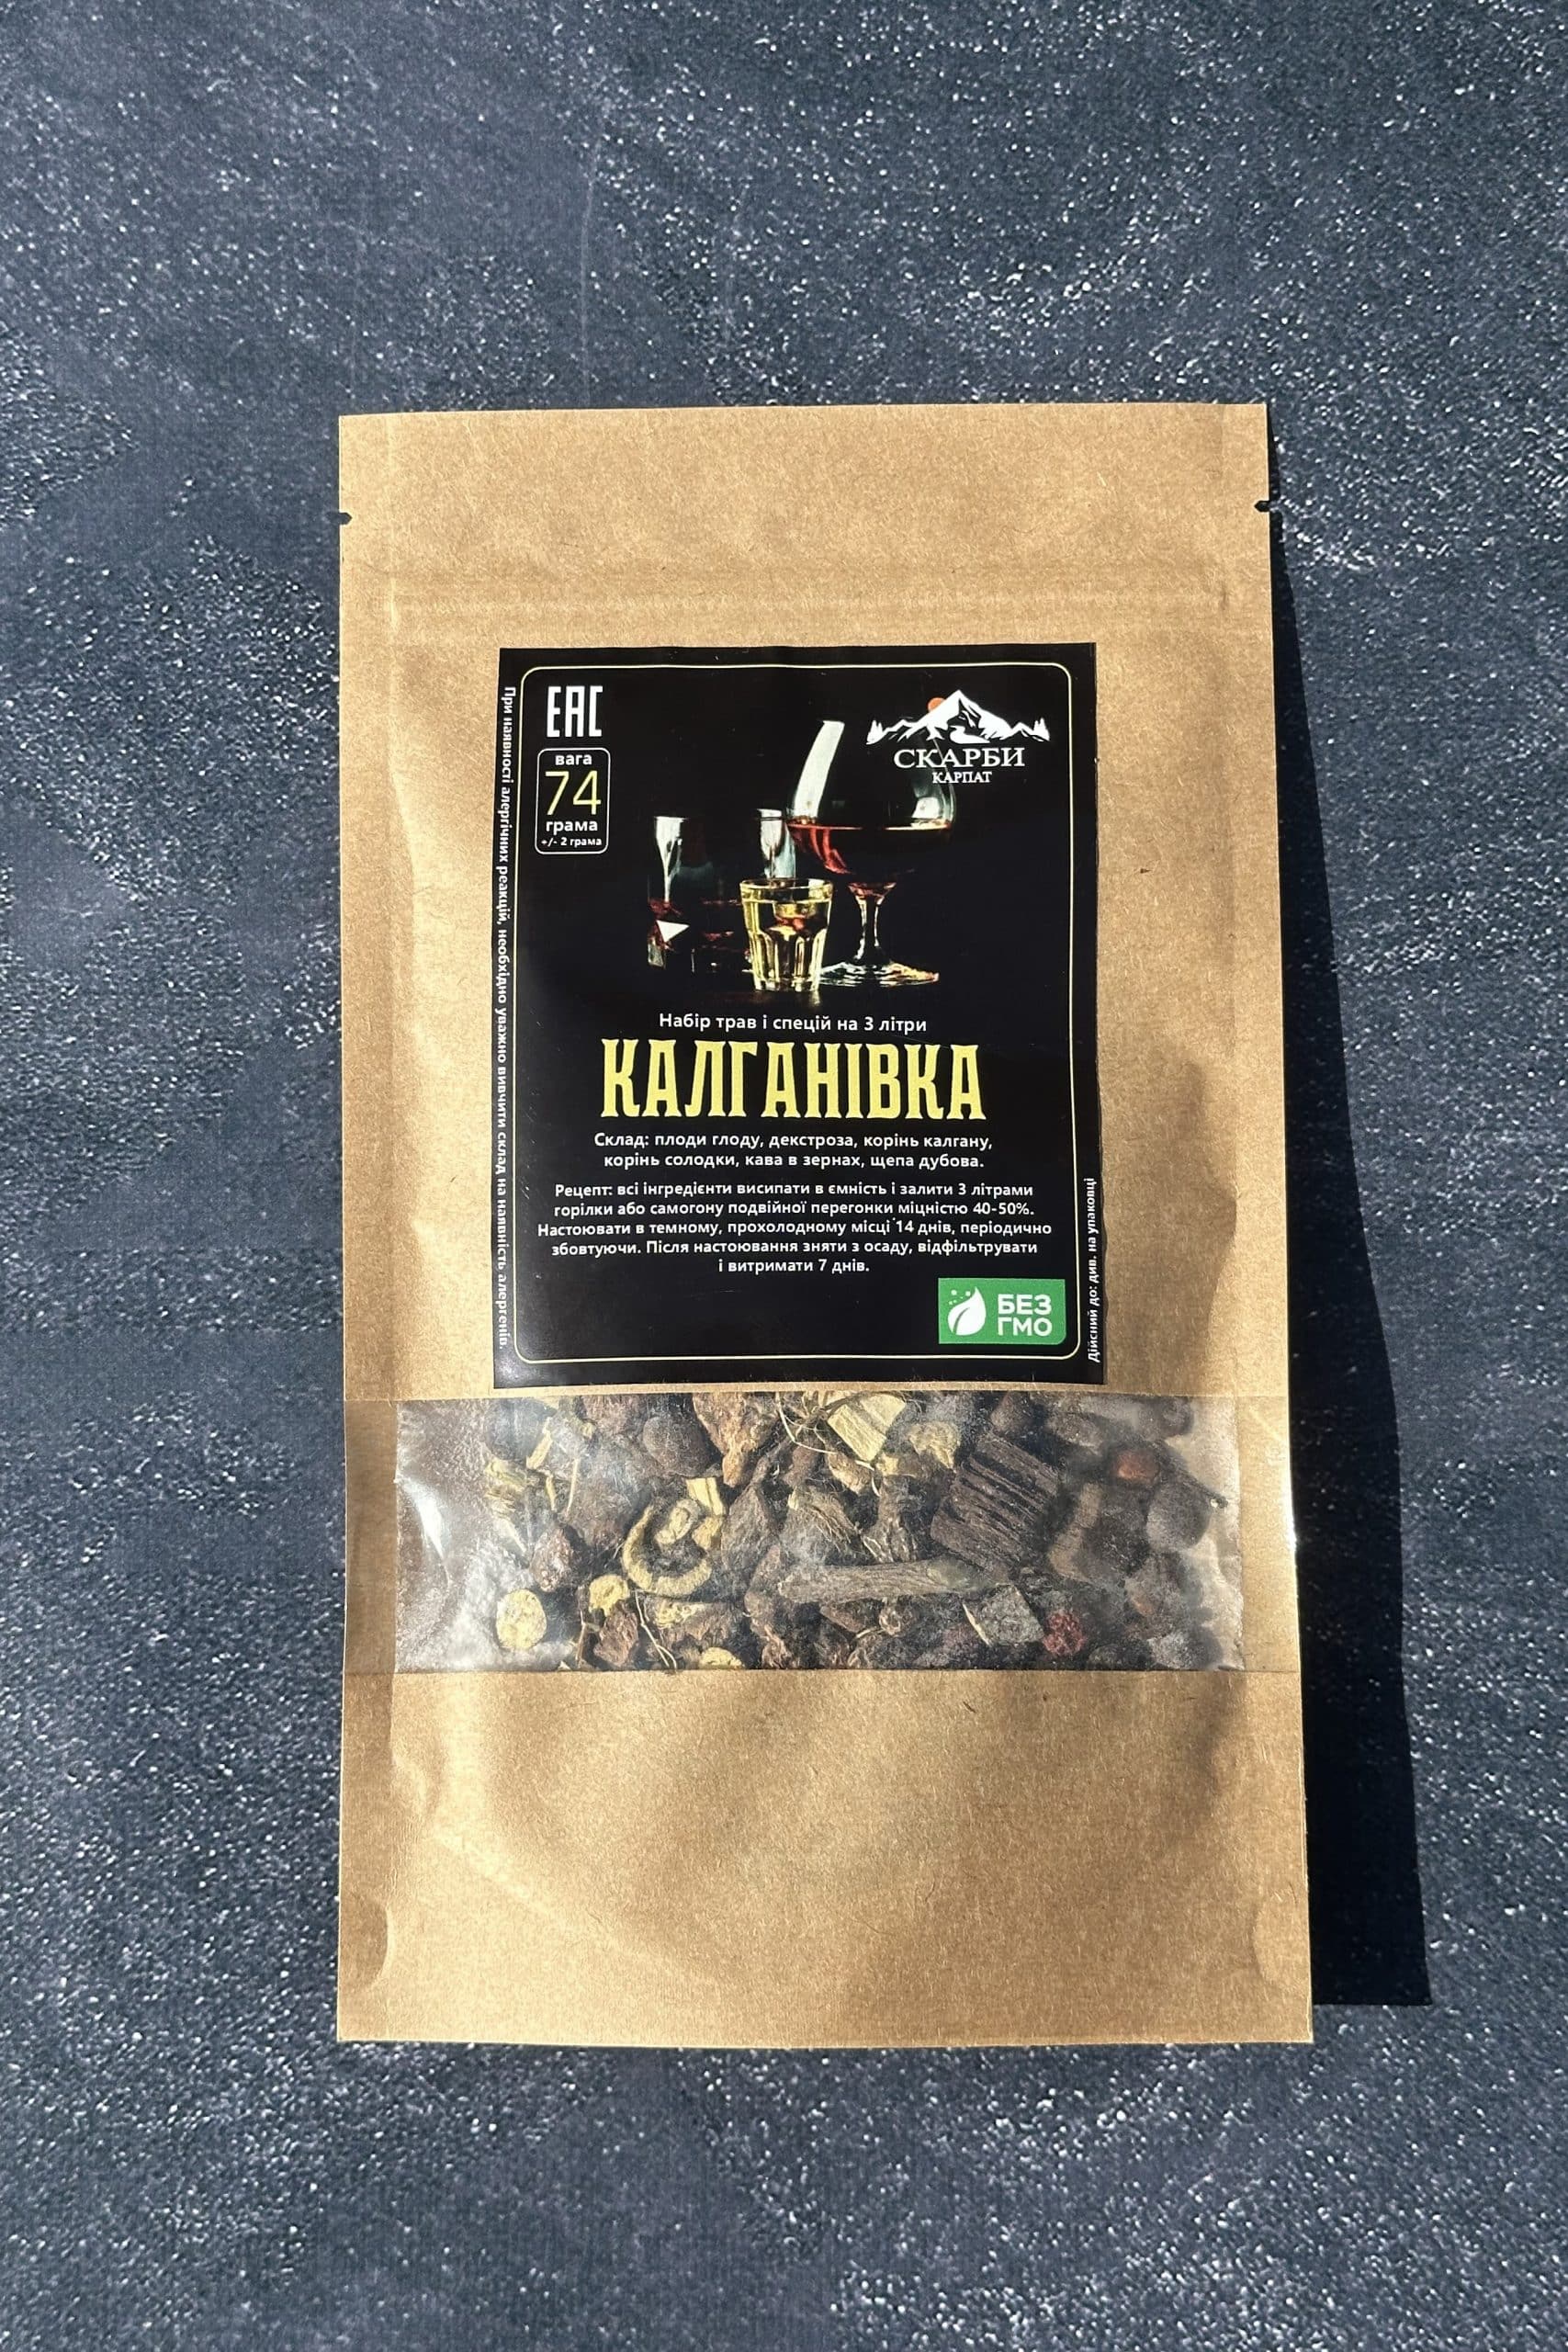 EAC
вага
74
грама
+/- 2 грама
СКАРБИ
КАРПАТ
Набір трав і спецій на 3 літри
КАЛГАНІВКА
Склад: плоди глоду, декстроза, корінь калгану,
корінь солодки, кава в зернах, щепа дубова.
Рецепт: всі інгредієнти висипати в ємність і залити 3 літрами
горілки або самогону подвійної перегонки міцністю 40-50%.
Настоювати в темному, прохолодному місці 14 днів, періодично
збовтуючи. Після настоювання зняти з осаду, відфільтрувати
і витримати 7 днів.
БЕЗ
ГМО
При наявності алергічних реакцій, необхідно уважно вивчити склад на наявність алергенів.
Дійсний до: див. на упаковці